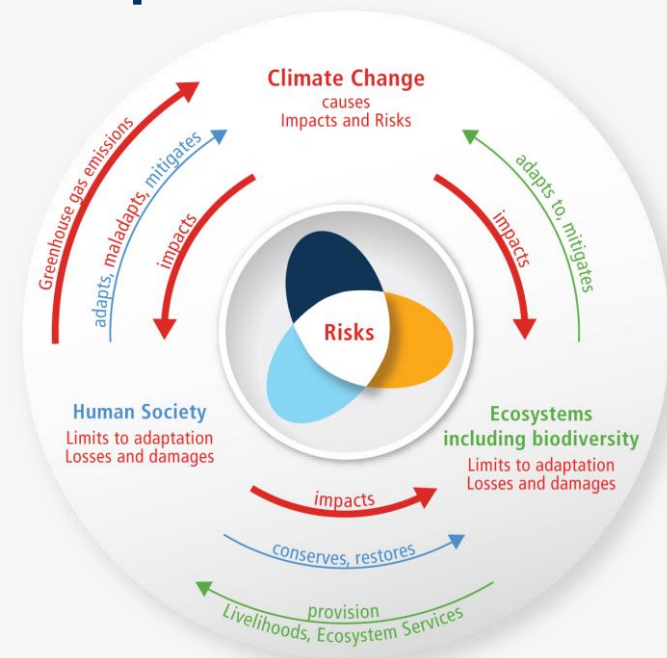 Climate Change
causes
Impacts and Risks
Greenhouse gas emissions
adapts, maladapts, mitigates
impacts
impacts
adapts to, mitigates
Risks
Human Society
Limits to adaptation
Losses and damages
Ecosystems
including biodiversity
Limits to adaptation
Losses and damages
impacts
conserves, restores
provision
Livelihoods, Ecosystem Services